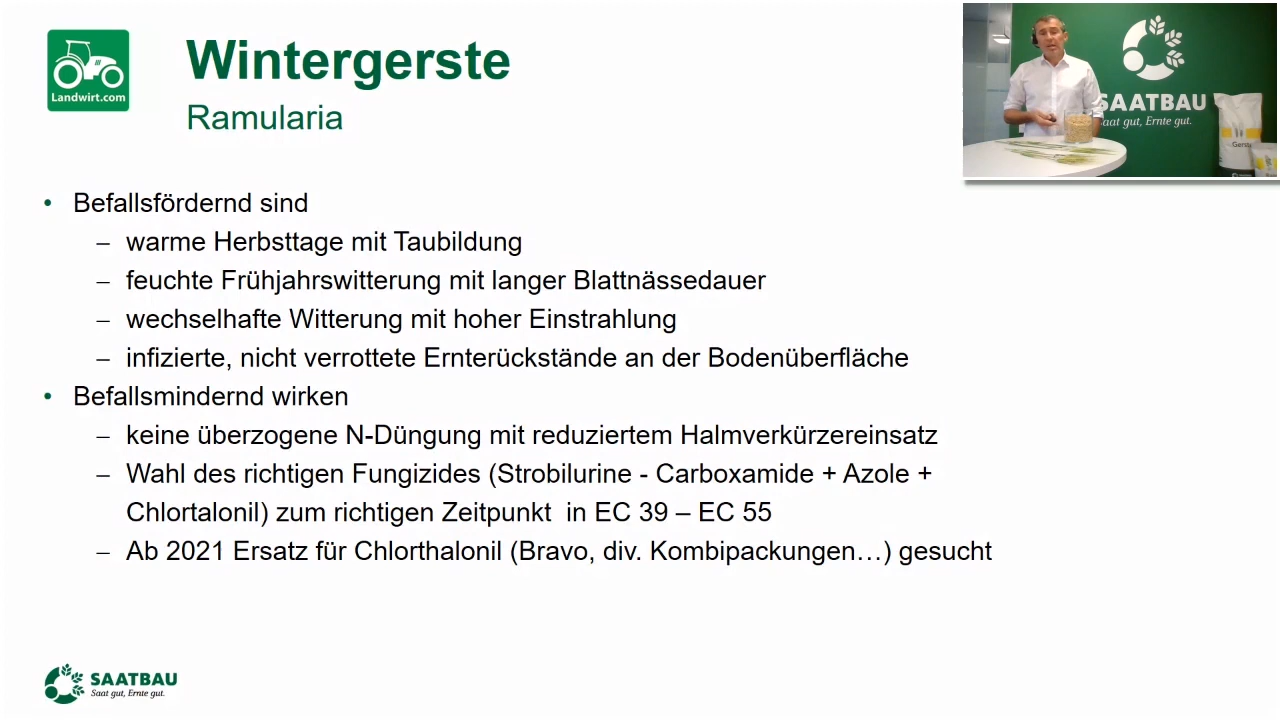 Landwirt.com
Wintergerste
Ramularia
SAATBAU
aat gut, Ernte gut.
Gerste
• Befallsfördernd sind
– warme Herbsttage mit Taubildung
– feuchte Frühjahrswitterung mit langer Blattnässedauer
– wechselhafte Witterung mit hoher Einstrahlung
– infizierte, nicht verrottete Ernterückstände an der Bodenüberfläche
• Befallsmindernd wirken
– keine überzogene N-Düngung mit reduziertem Halmverkürzereinsatz
– Wahl des richtigen Fungizides (Strobilurine - Carboxamide + Azole +
Chlortalonil) zum richtigen Zeitpunkt in EC 39 – EC 55
– Ab 2021 Ersatz für Chlorthalonil (Bravo, div. Kombipackungen…) gesucht
SAATBAU
Saat gut, Ernte gut.